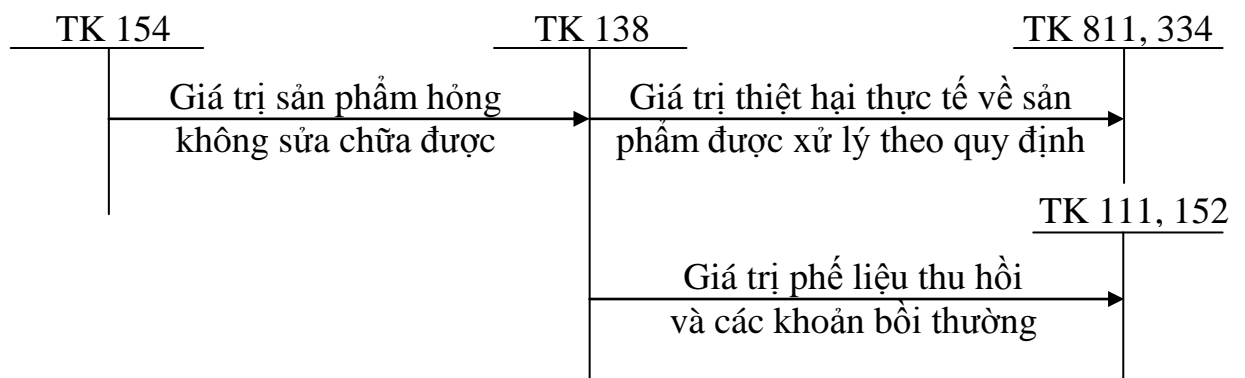 TK 154
TK 138
TK 811, 334
Giá trị sản phẩm hỏng
không sửa chữa được
Giá trị thiệt hại thực tế về sản
phẩm được xử lý theo quy định
TK 111, 152
Giá trị phế liệu thu hồi
và các khoản bồi thường